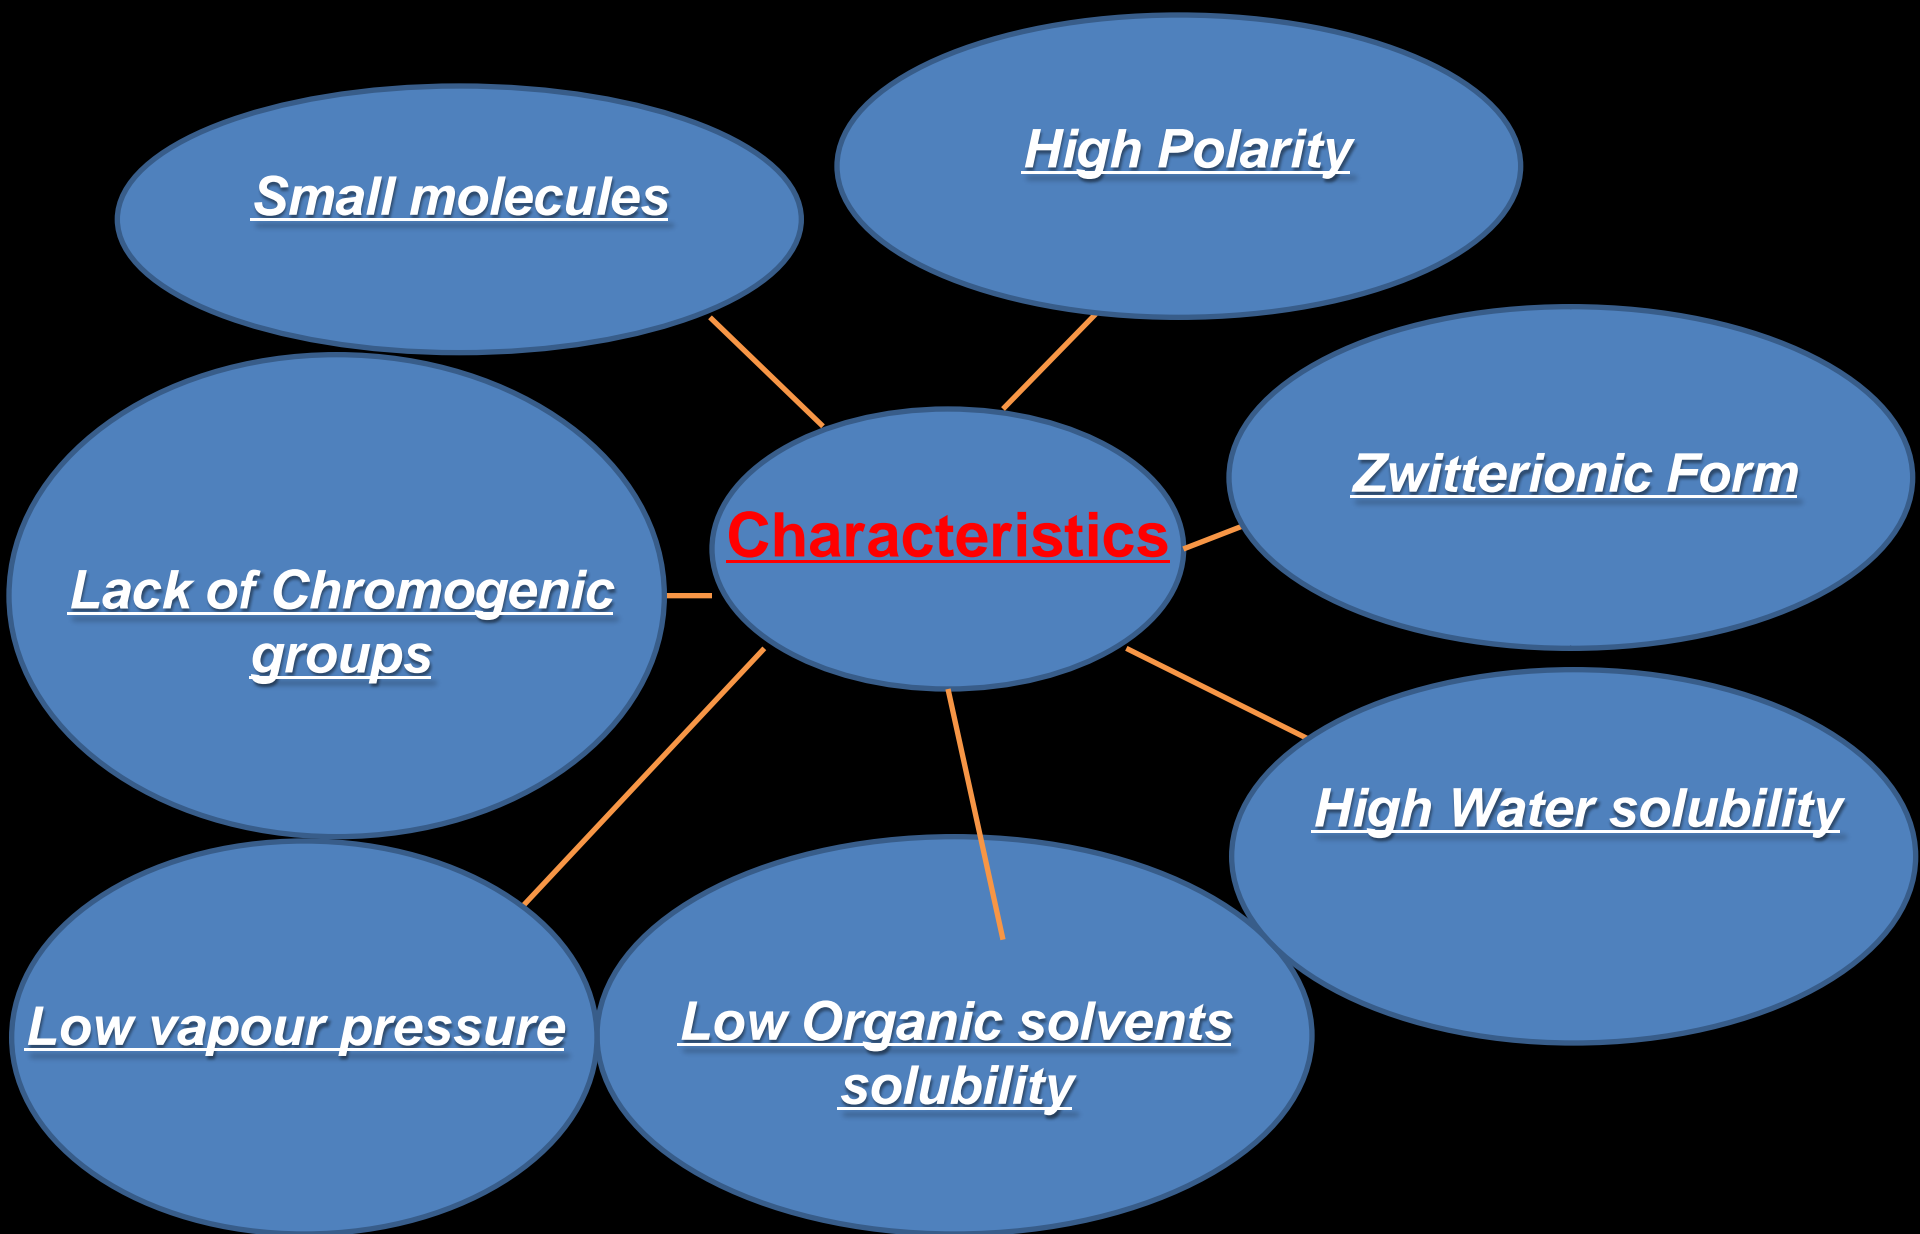 High Polarity
Small molecules
Zwitterionic Form
Characteristics
Lack of Chromogenic
groups
High Water solubility
Low vapour pressure
Low Organic solvents
solubility